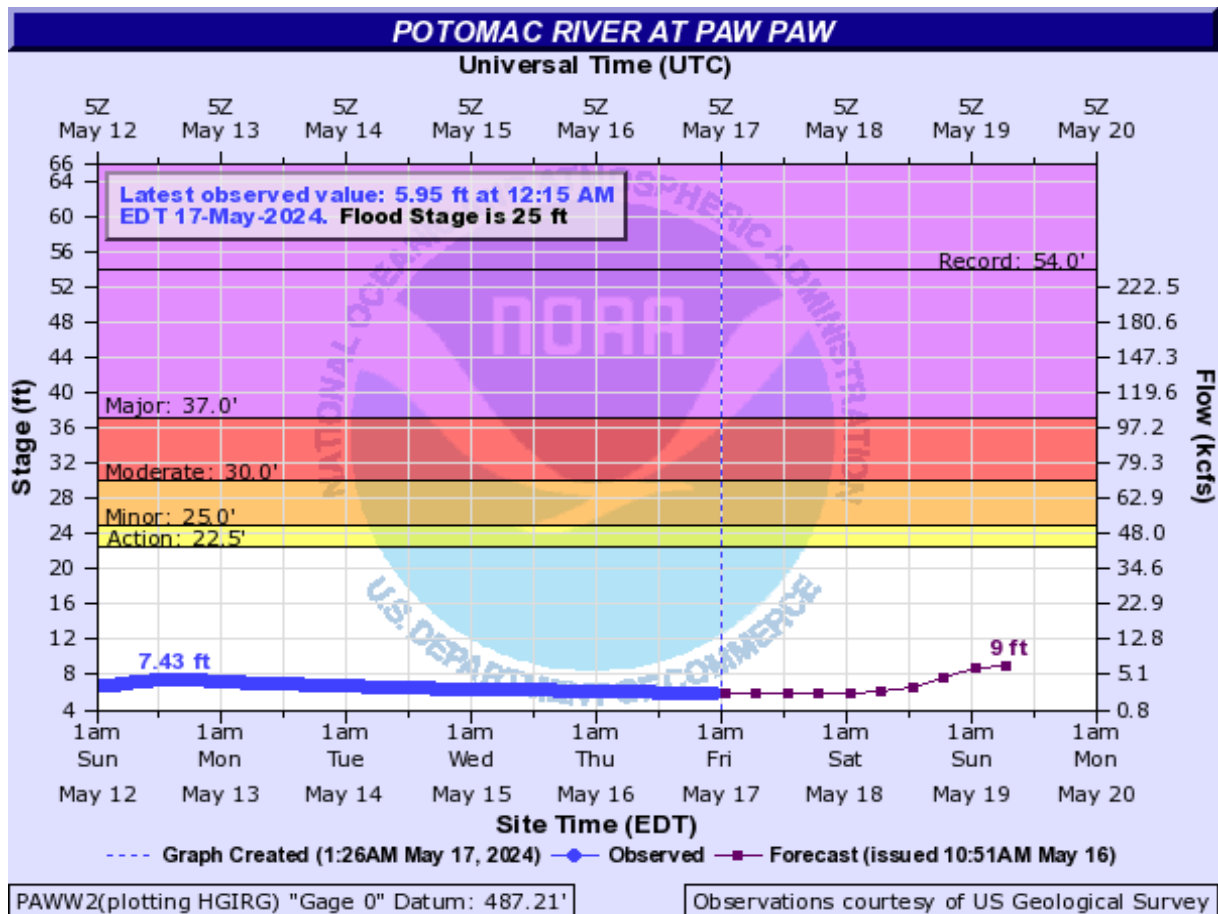 POTOMAC RIVER AT PAW PAW
Universal Time (UTC)
5Z 5Z 5Z 5Z 5Z 5Z 5Z 5Z 5Z
May 12 May 13 May 14 May 15 May 16 May 17 May 18 May 19 May 20
Latest observed value: 5.95 ft at 12:15 AM
EDT 17-May-2024. Flood Stage is 25 ft
NATIONAL OCEANIC AND ATMOSPHERIC ADMINISTRATION
NOAA
U.S. DEPARTMENT OF COMMERCE
Stage (ft)
66
64
60
56
52
48
44
40
36
32
28
24
20
16
12
8
4
Record: 54.0'
Major: 37.0'
Moderate: 30.0'
Minor: 25.0'
Action: 22.5'
7.43 ft
9 ft
222.5
180.6
147.3
119.6
97.2
79.3
62.9
48.0
34.6
22.9
12.8
5.1
0.8
Flow (kcfs)
1am 1am 1am 1am 1am 1am 1am 1am 1am
Sun Mon Tue Wed Thu Fri Sat Sun Mon
May 12 May 13 May 14 May 15 May 16 May 17 May 18 May 19 May 20
Site Time (EDT)
Graph Created (1:26AM May 17, 2024) Observed Forecast (issued 10:51AM May 16)
PAWW2(plotting HGIRG) "Gage 0" Datum: 487.21'
Observations courtesy of US Geological Survey